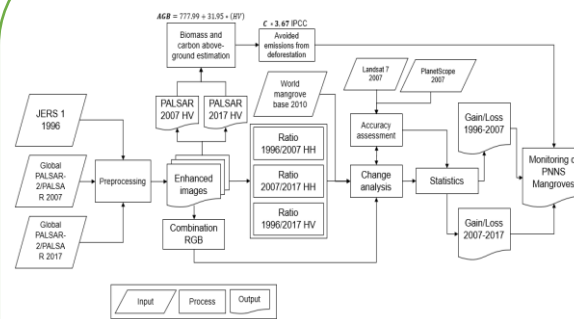 AGB = 777.99 + 31.95 * (HV)
C * 3.67 IPCC
Biomass and
carbon above-
ground estimation
Avoided
emissions from
deforestation
Landsat 7
2007
PlanetScope
2007
JERS 1
1996
PALSAR
2007 HV
PALSAR
2017 HV
World
mangrove
base 2010
Accuracy
assessment
Gain/Loss
1996-2007
Global
PALSAR-
2/PALSA
R 2007
Preprocessing
Enhanced
images
Ratio
1996/2007 HH
Ratio
2007/2017 HH
Ratio
1996/2017 HV
Change
analysis
Statistics
Monitoring o
PNNS
Mangroves
Global
PALSAR-
2/PALSA
R 2017
Combination
RGB
Gain/Loss
2007-2017
Input
Process
Output